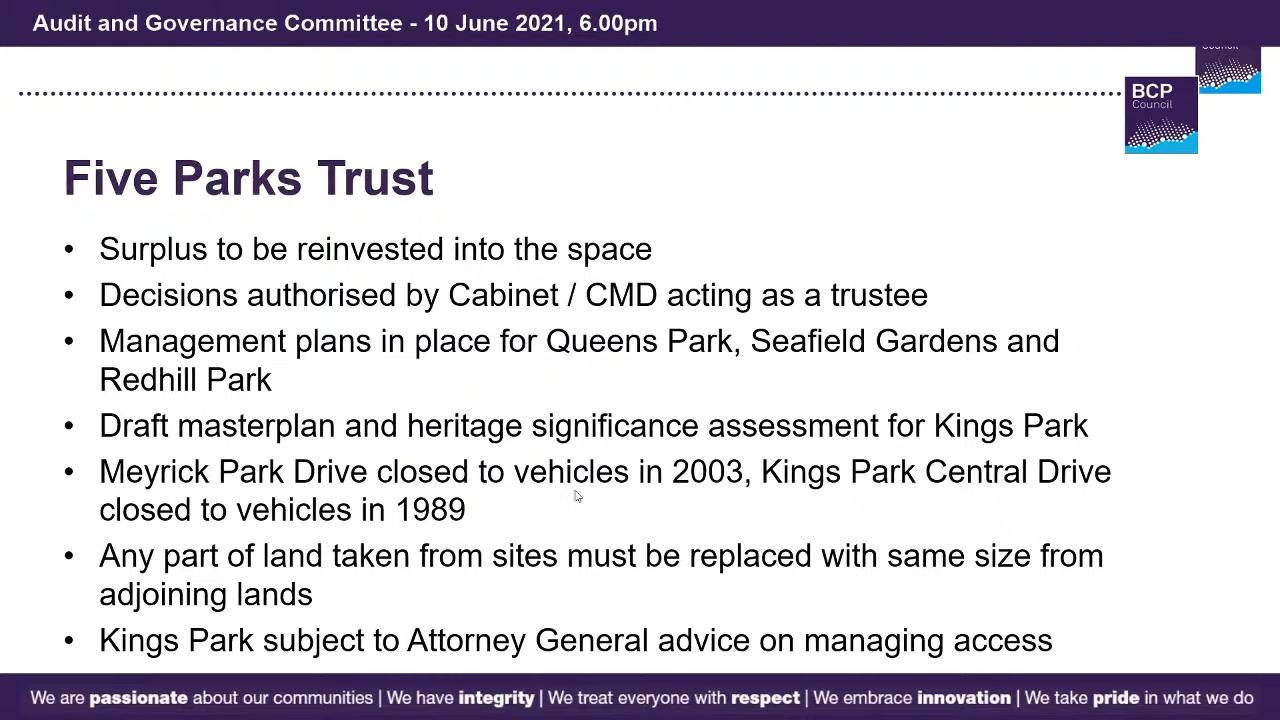 Audit and Governance Committee - 10 June 2021, 6.00pm
Council
BCP
Council
Five Parks Trust
• Surplus to be reinvested into the space
• Decisions authorised by Cabinet / CMD acting as a trustee
• Management plans in place for Queens Park, Seafield Gardens and
Redhill Park
• Draft masterplan and heritage significance assessment for Kings Park
• Meyrick Park Drive closed to vehicles in 2003, Kings Park Central Drive
closed to vehicles in 1989
• Any part of land taken from sites must be replaced with same size from
adjoining lands
• Kings Park subject to Attorney General advice on managing access
We are passionate about our communities | We have integrity | We treat everyone with respect | We embrace innovation | We take pride in what we do